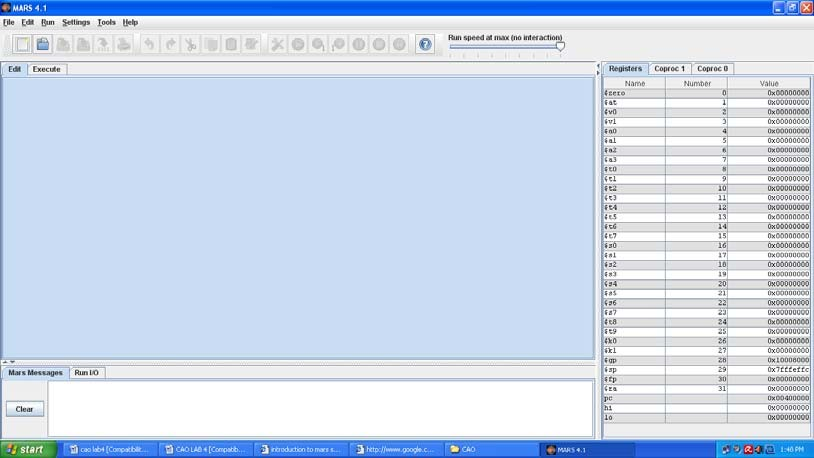 MARS 4.1
File Edit Run Settings Tools Help
Run speed at max (no interaction)
Edit Execute
Registers Coproc 1 Coproc 0
Name Number Value
$zero 0 0x00000000
$at 1 0x00000000
$v0 2 0x00000000
$v1 3 0x00000000
$a0 4 0x00000000
$a1 5 0x00000000
$a2 6 0x00000000
$a3 7 0x00000000
$t0 8 0x00000000
$t1 9 0x00000000
$t2 10 0x00000000
$t3 11 0x00000000
$t4 12 0x00000000
$t5 13 0x00000000
$t6 14 0x00000000
$t7 15 0x00000000
$s0 16 0x00000000
$s1 17 0x00000000
$s2 18 0x00000000
$s3 19 0x00000000
$s4 20 0x00000000
$s5 21 0x00000000
$s6 22 0x00000000
$s7 23 0x00000000
$t8 24 0x00000000
$t9 25 0x00000000
$k0 26 0x00000000
$k1 27 0x00000000
$gp 28 0x10008000
$sp 29 0x7fffeffc
$fp 30 0x00000000
$ra 31 0x00000000
pc 0x00400000
hi 0x00000000
lo 0x00000000
Mars Messages Run I/O
Clear
start
cao lab4 [Compatibilit...
CAO LAB 4 [Compatib...
introduction to mars s...
http://www.google.c...
CAO
MARS 4.1
1:48 PM